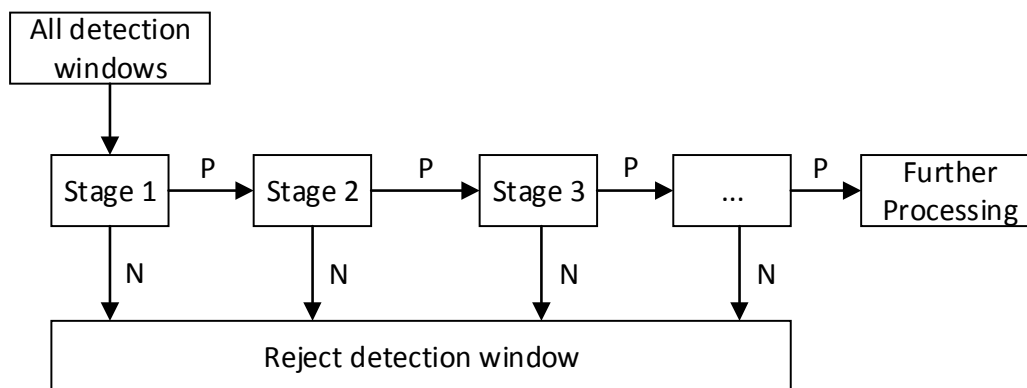 All detection
windows
Stage 1
P
Stage 2
P
Stage 3
P
...
P
Further
Processing
N
N
N
N
Reject detection window